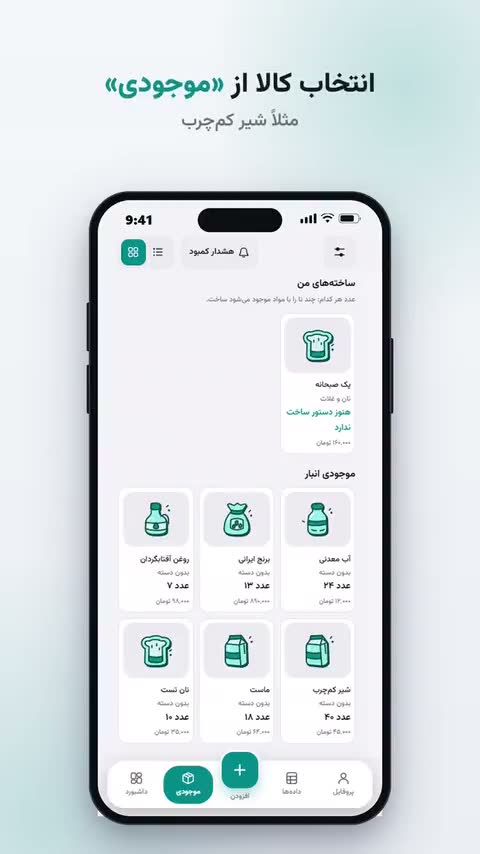 انتخاب کالا از «موجودی»
مثلاً شیر کم‌چرب
9:41
هشدار کمبود
ساخته‌های من
عدد هر کدام: چند تا را با مواد موجود می‌شود ساخت.
پک صبحانه
نان و غلات
هنوز دستور ساخت
ندارد
۱۶۰,۰۰۰ تومان
موجودی انبار
آب معدنی
بدون دسته
۲۴ عدد
۱۲,۰۰۰ تومان
برنج ایرانی
بدون دسته
۱۳ عدد
۸۹۰,۰۰۰ تومان
روغن آفتابگردان
بدون دسته
۷ عدد
۹۸,۰۰۰ تومان
شیر کم‌چرب
بدون دسته
۴۰ عدد
۴۵,۰۰۰ تومان
ماست
بدون دسته
۱۸ عدد
۶۴,۰۰۰ تومان
نان تست
بدون دسته
۱۰ عدد
۳۵,۰۰۰ تومان
پروفایل
داده‌ها
افزودن
موجودی
داشبورد